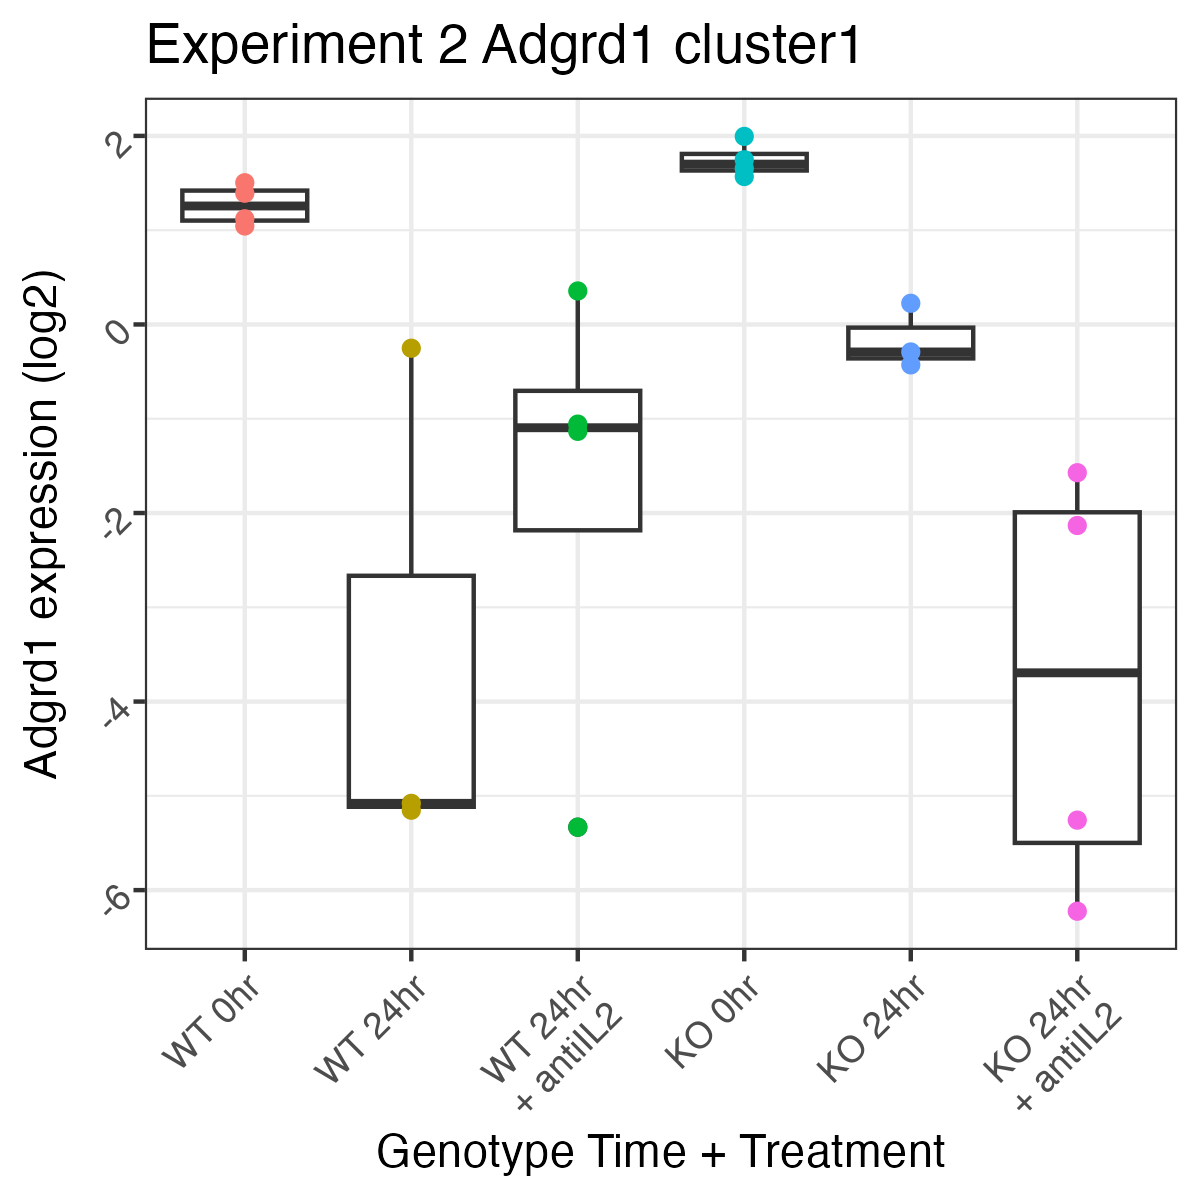 Experiment 2 Adgrd1 cluster1
Adgrd1 expression (log2)
2
0
-2
-4
-6
WT 0hr
WT 24hr
WT 24hr
+ antiIL2
KO 0hr
KO 24hr
KO 24hr
+ antiIL2
Genotype Time + Treatment